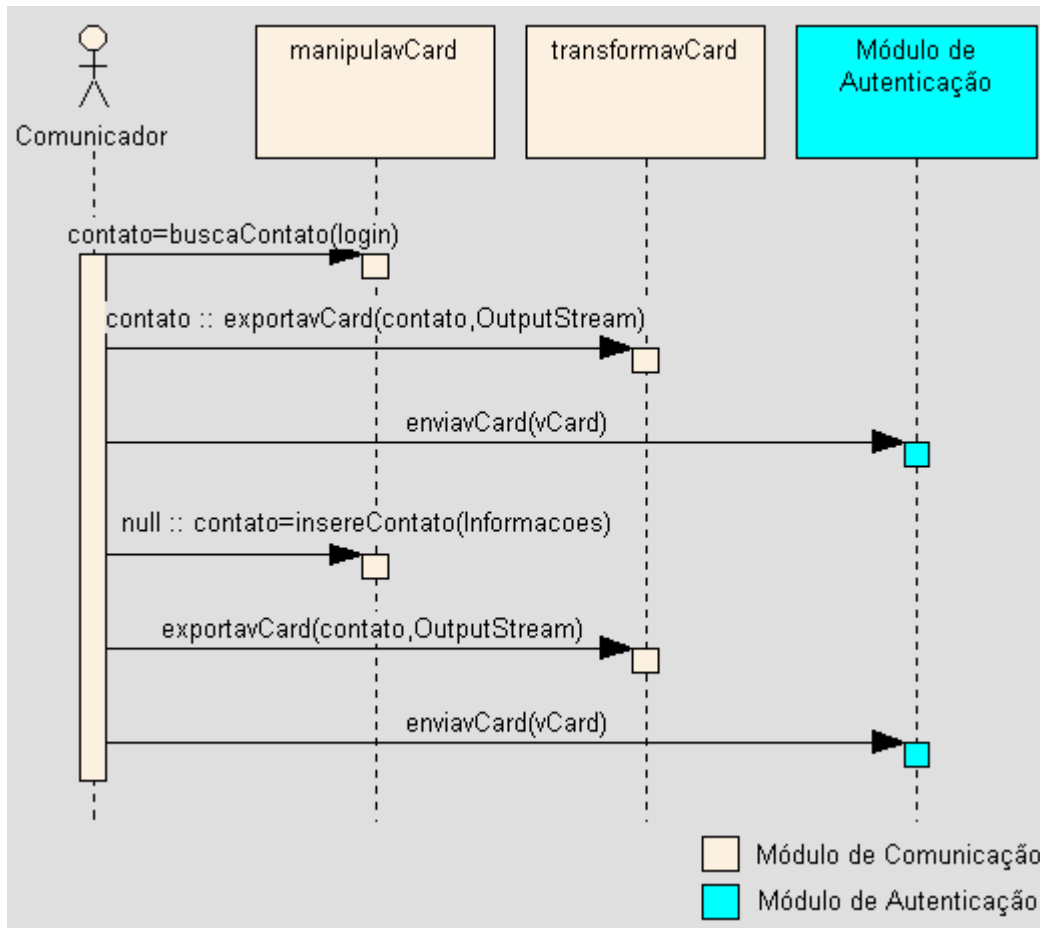 manipulavCard
transformavCard
Módulo de
Autenticação
Comunicador
contato=buscaContato(login)
contato :: exportavCard(contato,OutputStream)
enviavCard(vCard)
null :: contato=insereContato(Informacoes)
exportavCard(contato,OutputStream)
enviavCard(vCard)
Módulo de Comunicação
Módulo de Autenticação